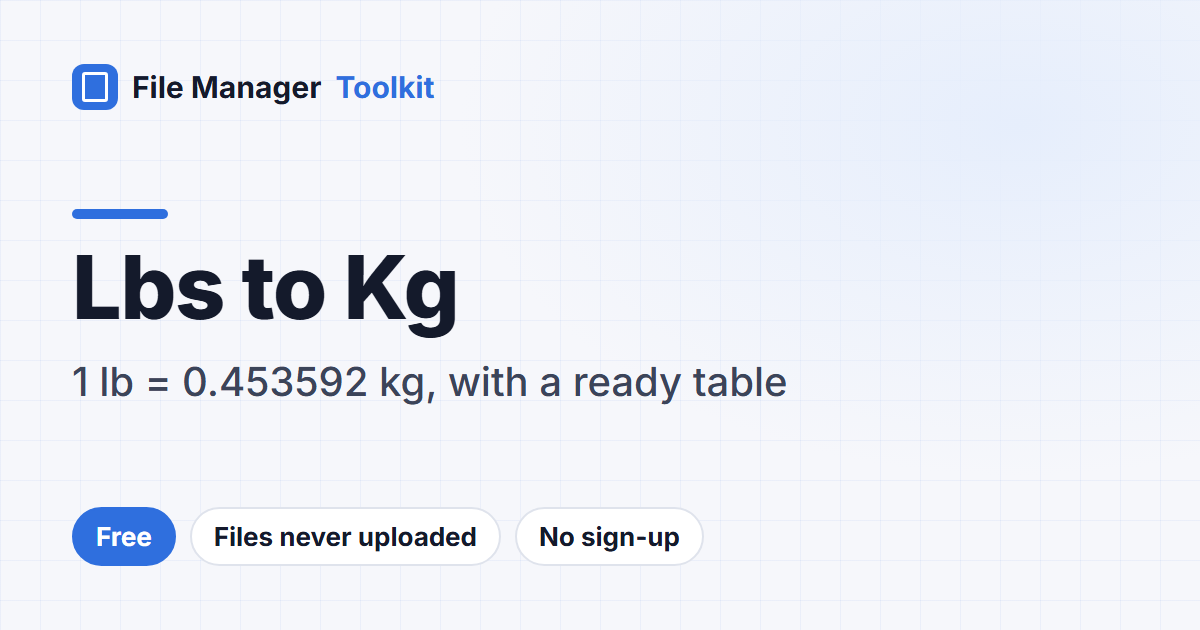 File Manager Toolkit
Lbs to Kg
1 lb = 0.453592 kg, with a ready table
Free Files never uploaded No sign-up